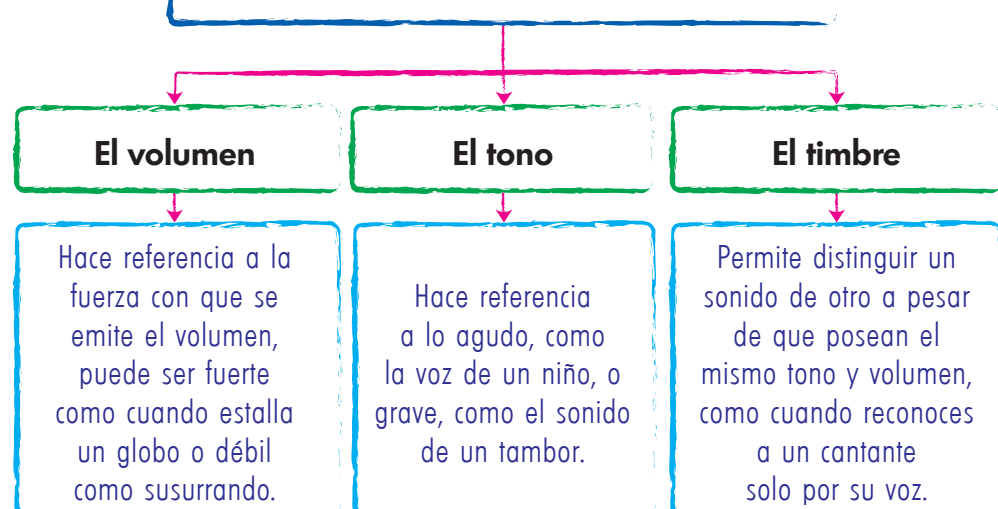 El volumen
Hace referencia a la
fuerza con que se
emite el volumen,
puede ser fuerte
como cuando estalla
un globo o débil
como susurrando.
El tono
Hace referencia
a lo agudo, como
la voz de un niño, o
grave, como el sonido
de un tambor.
El timbre
Permite distinguir un
sonido de otro a pesar
de que posean el
mismo tono y volumen,
como cuando reconoces
a un cantante
solo por su voz.